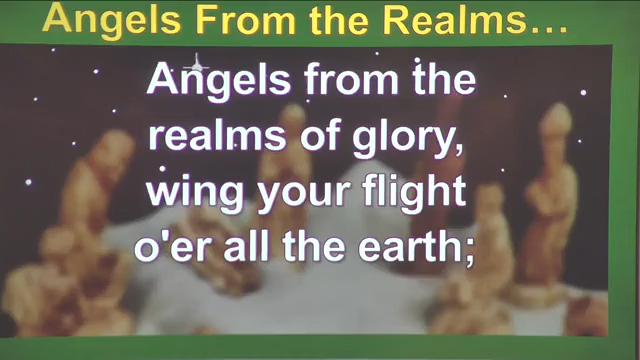 Angels From the Realms...
Angels from the
realms of glory,
wing your flight
o'er all the earth;